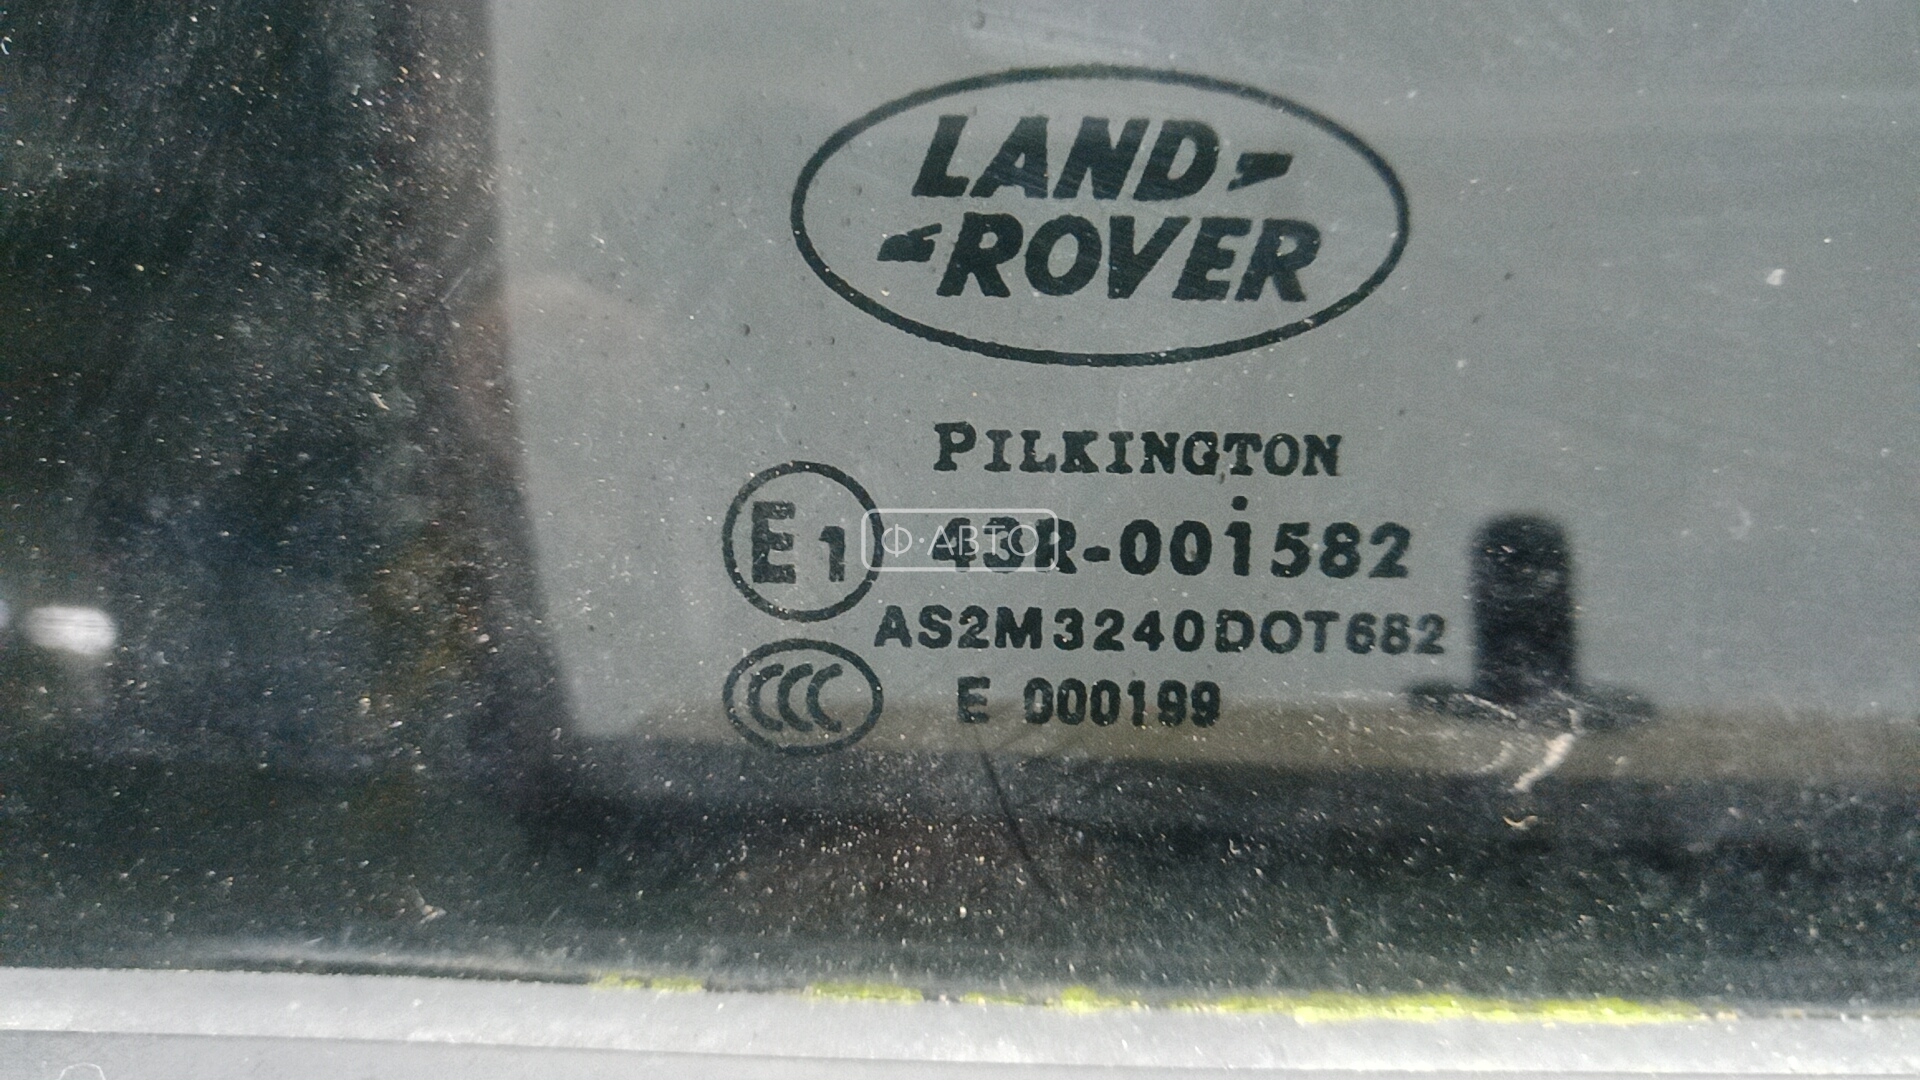 LAND-
-ROVER
PILKINGTON
E1 43R-001582
Ф·АВТО
AS2M3240DOT682
CCC E 000199